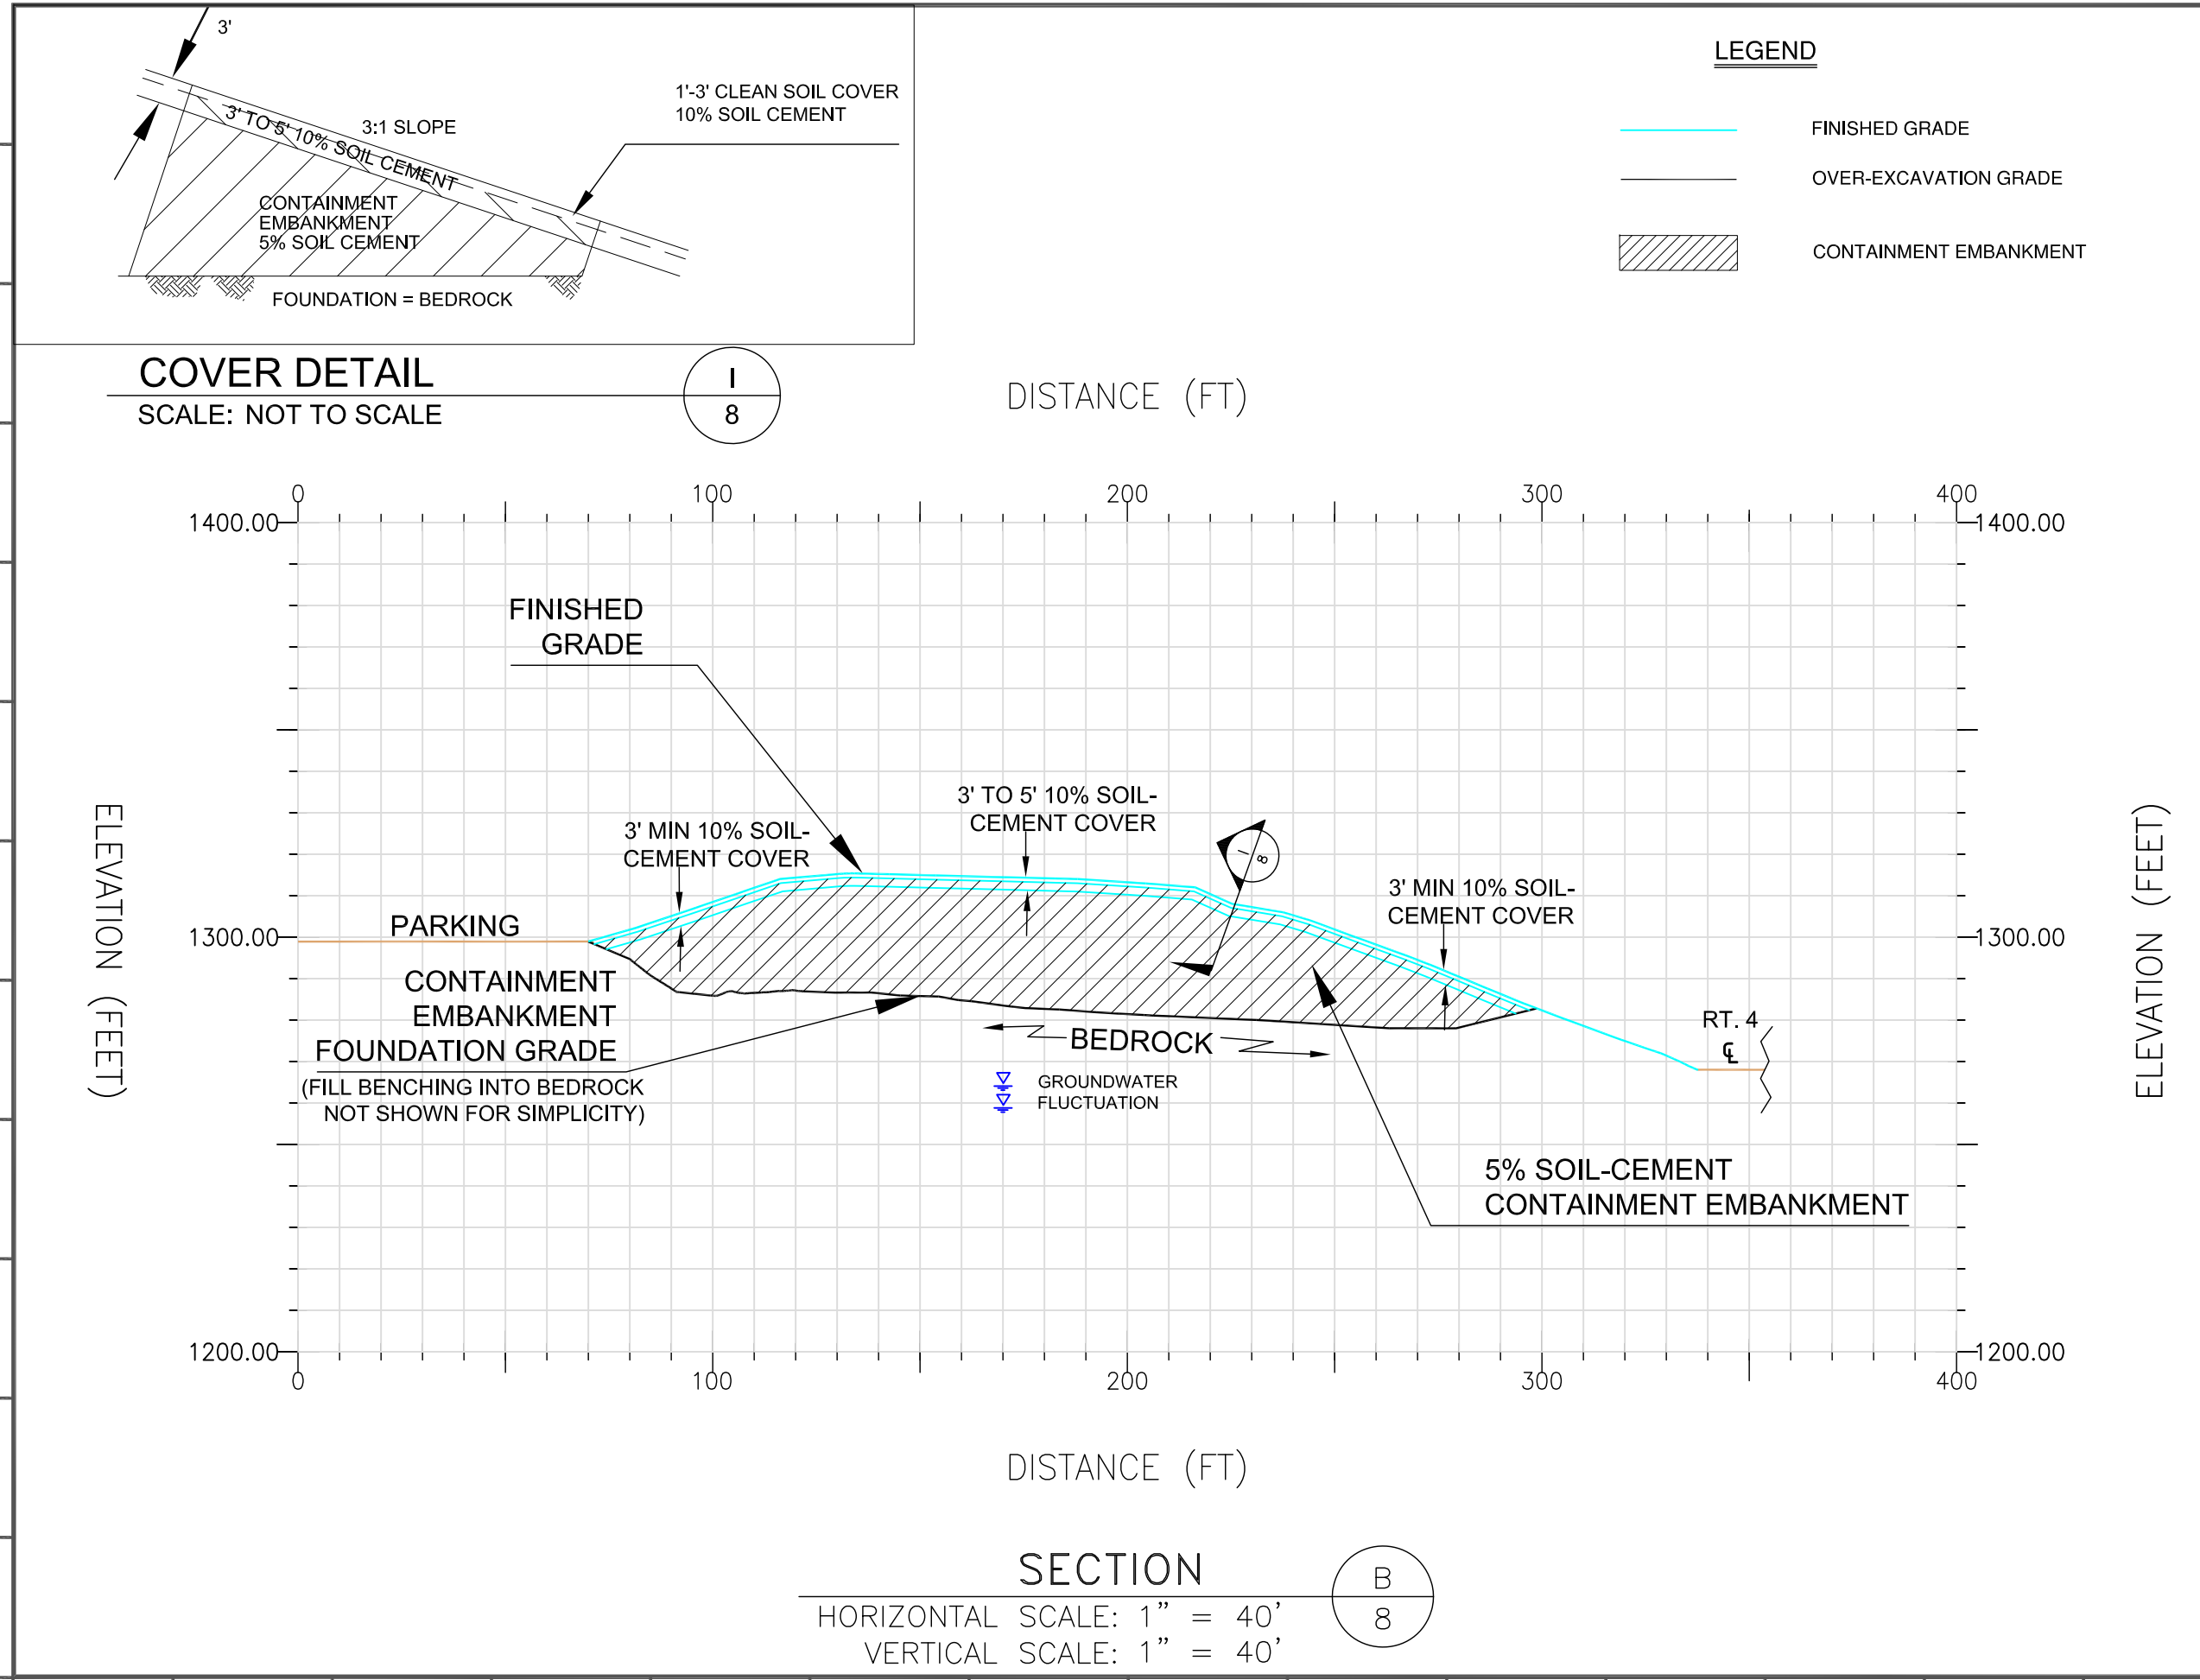 3'
1'-3' CLEAN SOIL COVER
10% SOIL CEMENT
3:1 SLOPE
3' TO 5' 10% SOIL CEMENT
CONTAINMENT
EMBANKMENT
5% SOIL CEMENT
FOUNDATION = BEDROCK
COVER DETAIL
SCALE: NOT TO SCALE
I
8
LEGEND
FINISHED GRADE
OVER-EXCAVATION GRADE
CONTAINMENT EMBANKMENT
DISTANCE (FT)
0 100 200 300 400
1400.00 1400.00
FINISHED
GRADE
3' TO 5' 10% SOIL-
CEMENT COVER
3' MIN 10% SOIL-
CEMENT COVER
I
8
3' MIN 10% SOIL-
CEMENT COVER
ELEVATION (FEET)
ELEVATION (FEET)
PARKING
1300.00 1300.00
CONTAINMENT
EMBANKMENT
FOUNDATION GRADE
(FILL BENCHING INTO BEDROCK
NOT SHOWN FOR SIMPLICITY)
BEDROCK
GROUNDWATER
FLUCTUATION
RT. 4
℄
5% SOIL-CEMENT
CONTAINMENT EMBANKMENT
1200.00 1200.00
0 100 200 300 400
DISTANCE (FT)
SECTION
HORIZONTAL SCALE: 1" = 40'
VERTICAL SCALE: 1" = 40'
B
8